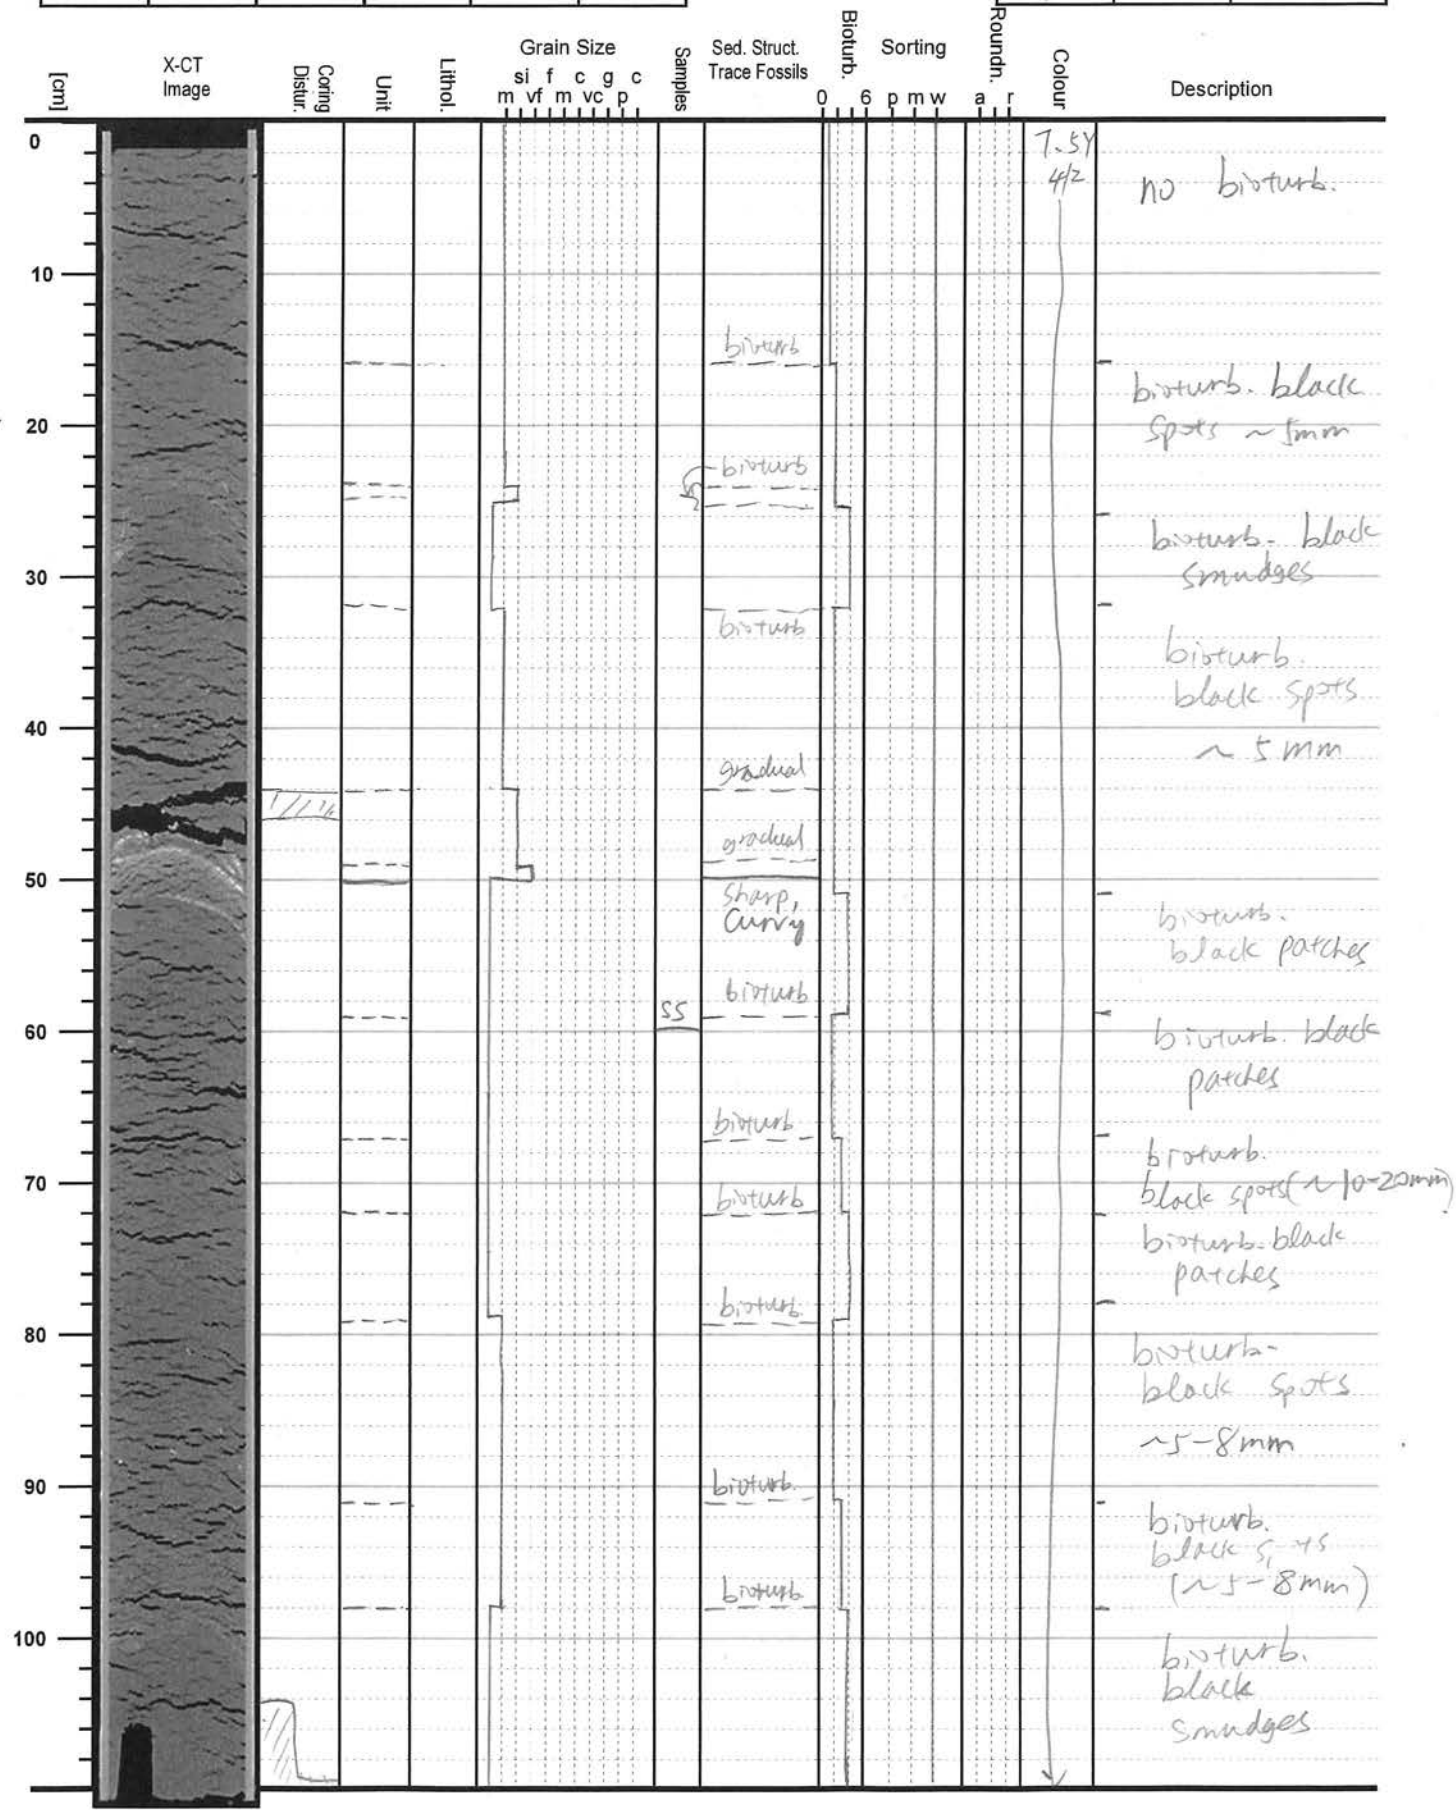 [cm]
X-CT
Image
Coring
Distur.
Unit
Lithol.
Grain Size
si f c g c
m vf m vc p
Samples
Sed. Struct.
Trace Fossils
Bioturb.
0 6
Sorting
p m w
Roundn.
a r
Colour
Description
0
7.5Y
4/2
no bioturb.
10
bioturb
bioturb. black
spots ~5mm
20
bioturb
bioturb. black
smudges
30
bioturb
bioturb.
black spots
~ 5 mm
40
gradual
gradual
50
sharp,
curvy
bioturb.
black patches
bioturb
SS
60
bioturb. black
patches
bioturb
bioturb.
black spots (~10-20mm)
70
bioturb
bioturb. black
patches
bioturb.
80
bioturb.
black spots
~5-8mm
90
bioturb.
bioturb.
black
(~5-8mm)
bioturb.
100
bioturb.
black
smudges